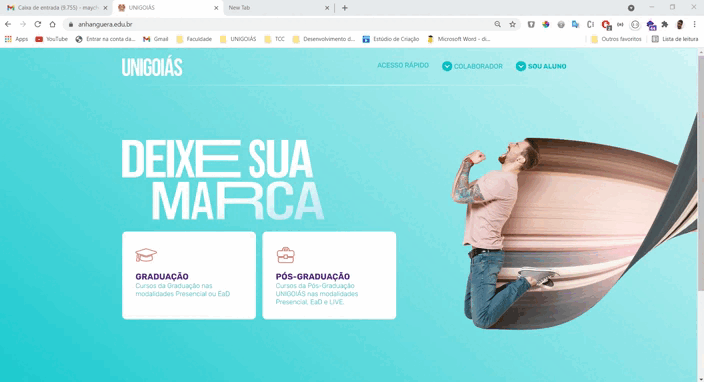 Caixa de entrada (9.755) - maych
UNIGOIÁS
New Tab
anhanguera.edu.br
Apps
YouTube
Entrar na conta da...
Gmail
Faculdade
UNIGOIÁS
TCC
Desenvolvimento d...
Estúdio de Criação
Microsoft Word - di...
Outros favoritos
Lista de leitura
UNIGOIÁS
ACESSO RÁPIDO
COLABORADOR
SOU ALUNO
DEIXE SUA
MARCA
GRADUAÇÃO
Cursos da Graduação nas
modalidades Presencial ou EaD
PÓS-GRADUAÇÃO
Cursos da Pós-Graduação
UNIGOIÁS nas modalidades
Presencial, EaD e LIVE.